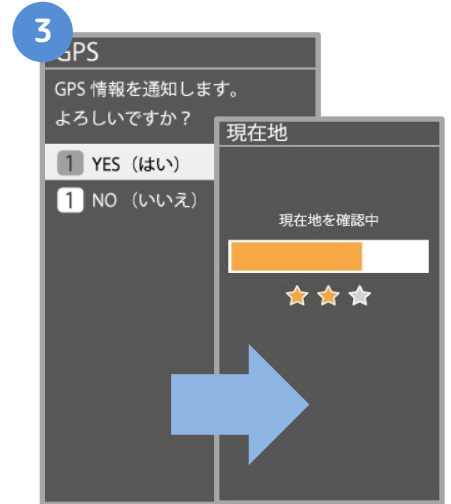 3
GPS
GPS 情報を通知します。
よろしいですか？
1 YES（はい）
1 NO （いいえ）
現在地
現在地を確認中